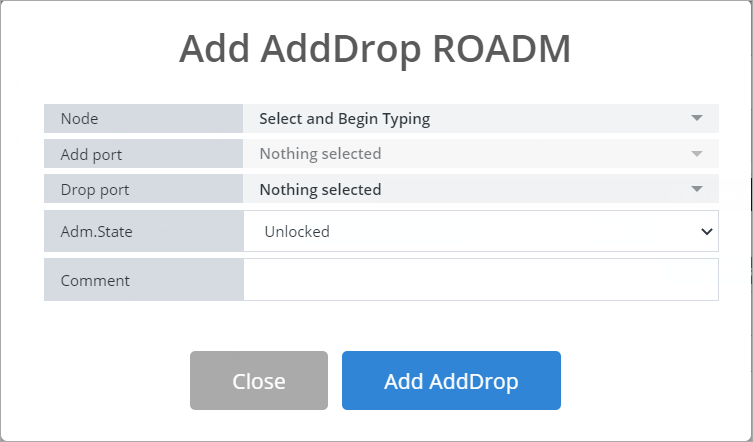 Add AddDrop ROADM
Node Select and Begin Typing
Add port Nothing selected
Drop port Nothing selected
Adm.State Unlocked
Comment
Close Add AddDrop